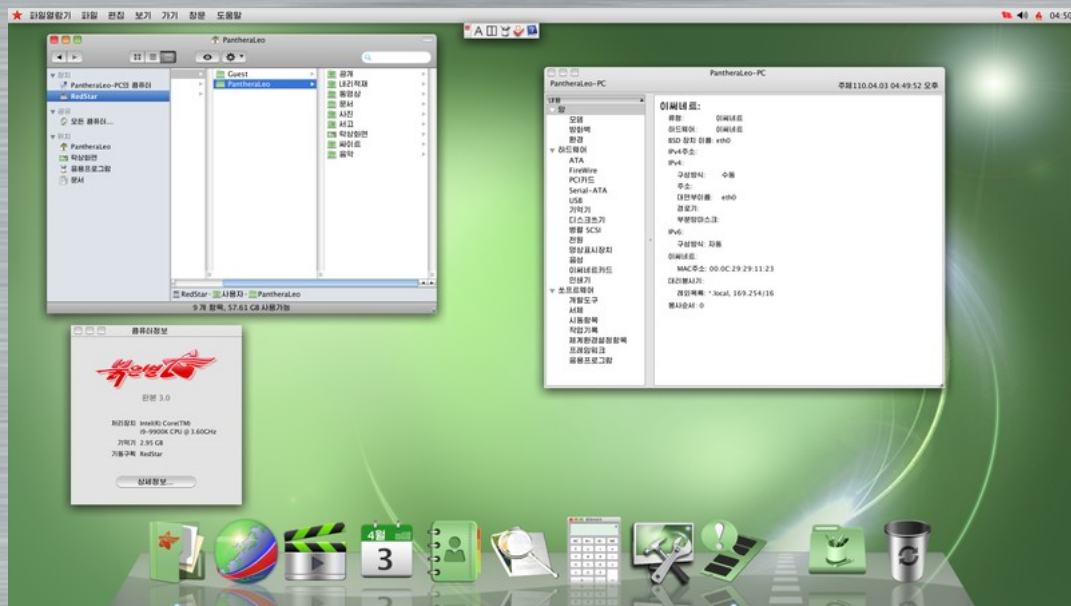 파일열람기 파일 편집 보기 가기 창문 도움말
04:50
PantheraLeo
장치
PantheraLeo-PC의 콤퓨터
RedStar
공유
모든 콤퓨터...
위치
PantheraLeo
탁상화면
응용프로그람
문서
Guest
PantheraLeo
공개
내리적재
동영상
문서
사진
서고
탁상화면
싸이트
음악
RedStar 사용자 PantheraLeo
9 개 항목, 57.61 GB 사용가능
콤퓨터정보
붉은별
판본 3.0
처리장치 Intel(R) Core(TM)
i9-9900K CPU @ 3.60GHz
기억기 2.95 GB
기동구획 RedStar
상세정보...
PantheraLeo-PC
PantheraLeo-PC
주체110.04.03 04:49:52 오후
내용
망
모뎀
방화벽
환경
하드웨어
ATA
FireWire
PCI카드
Serial-ATA
USB
기억기
디스크쓰기
병렬 SCSI
전원
영상표시장치
음성
이써네트카드
인쇄기
쏘프트웨어
개발도구
서체
시동항목
작업기록
체계환경설정항목
프레임워크
응용프로그람
이써네트:
류형: 이써네트
하드웨어: 이써네트
BSD 장치 이름: eth0
IPv4주소:
IPv4:
구성방식: 수동
주소:
대면부이름: eth0
경로기:
부분망마스크:
IPv6:
구성방식: 자동
이써네트:
MAC주소: 00:0C:29:29:11:23
대리봉사기:
례외목록: *.local, 169.254/16
봉사순서: 0
4월
3